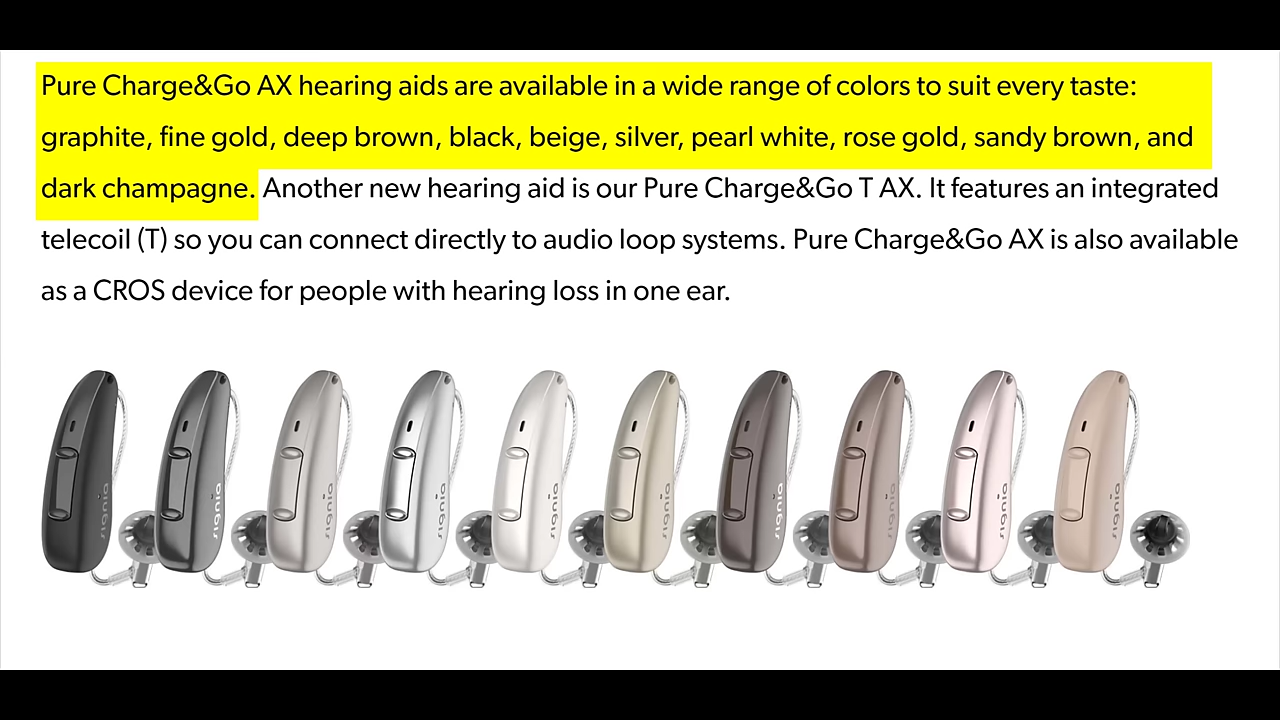 Pure Charge&Go AX hearing aids are available in a wide range of colors to suit every taste:
graphite, fine gold, deep brown, black, beige, silver, pearl white, rose gold, sandy brown, and
dark champagne. Another new hearing aid is our Pure Charge&Go T AX. It features an integrated
telecoil (T) so you can connect directly to audio loop systems. Pure Charge&Go AX is also available
as a CROS device for people with hearing loss in one ear.
signia
signia
signia
signia
signia
signia
signia
signia
signia
signia